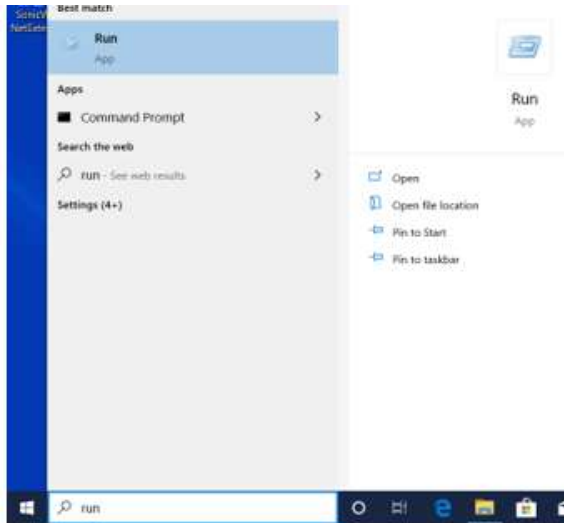 Best match
Run
App
Apps
Command Prompt
Search the web
run - See web results
Settings (4+)
Run
App
Open
Open file location
Pin to Start
Pin to taskbar
run